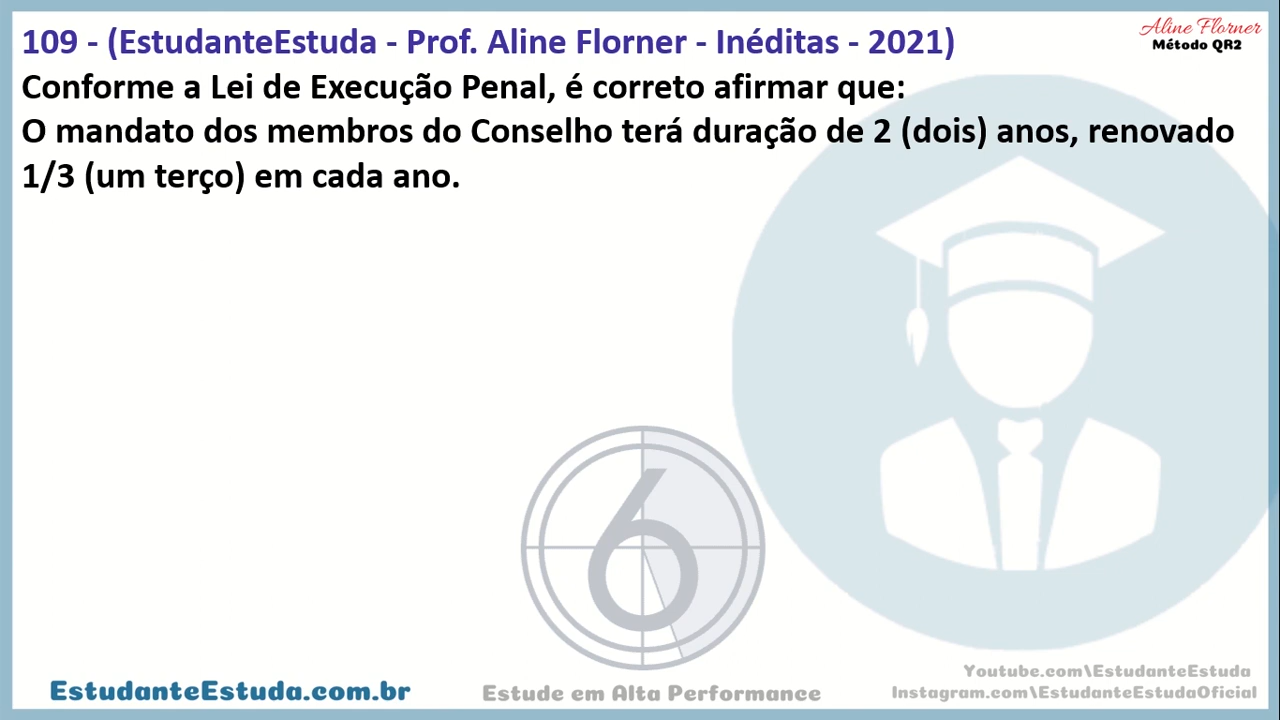 109 - (EstudanteEstuda - Prof. Aline Florner - Inéditas - 2021)
Aline Florner
Método QR2
Conforme a Lei de Execução Penal, é correto afirmar que:
O mandato dos membros do Conselho terá duração de 2 (dois) anos, renovado
1/3 (um terço) em cada ano.
6
EstudanteEstuda.com.br
Estude em Alta Performance
Youtube.com\EstudanteEstuda
Instagram.com\EstudanteEstudaOficial